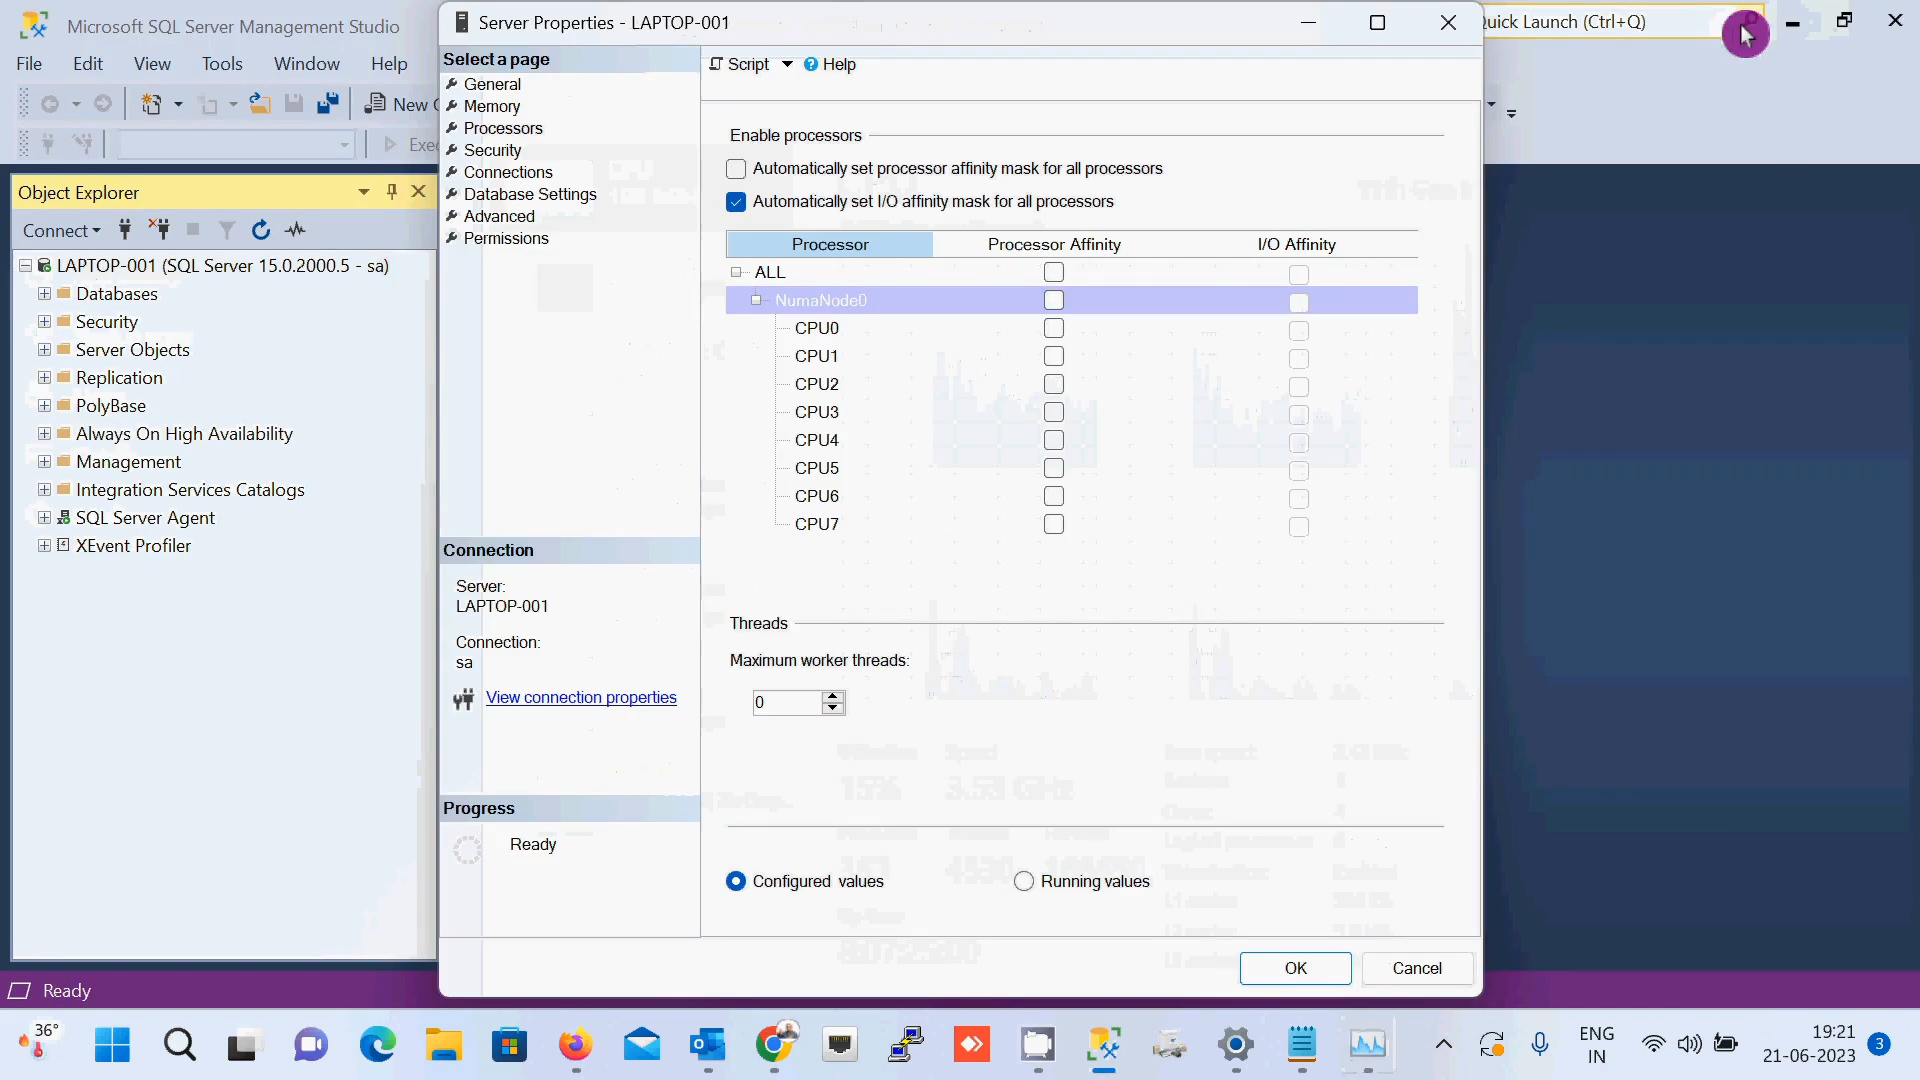 Microsoft SQL Server Management Studio
Server Properties - LAPTOP-001
Quick Launch (Ctrl+Q)
File Edit View Tools Window Help
New
Select a page
General
Memory
Processors
Security
Connections
Database Settings
Advanced
Permissions
Script Help
Enable processors
Automatically set processor affinity mask for all processors
Automatically set I/O affinity mask for all processors
Processor Processor Affinity I/O Affinity
ALL
NumaNode0
CPU0
CPU1
CPU2
CPU3
CPU4
CPU5
CPU6
CPU7
Threads
Maximum worker threads:
0
Configured values Running values
OK Cancel
Object Explorer
Connect
LAPTOP-001 (SQL Server 15.0.2000.5 - sa)
Databases
Security
Server Objects
Replication
PolyBase
Always On High Availability
Management
Integration Services Catalogs
SQL Server Agent
XEvent Profiler
Connection
Server:
LAPTOP-001
Connection:
sa
View connection properties
Progress
Ready
Ready
36°
ENG
IN
19:21
21-06-2023
3